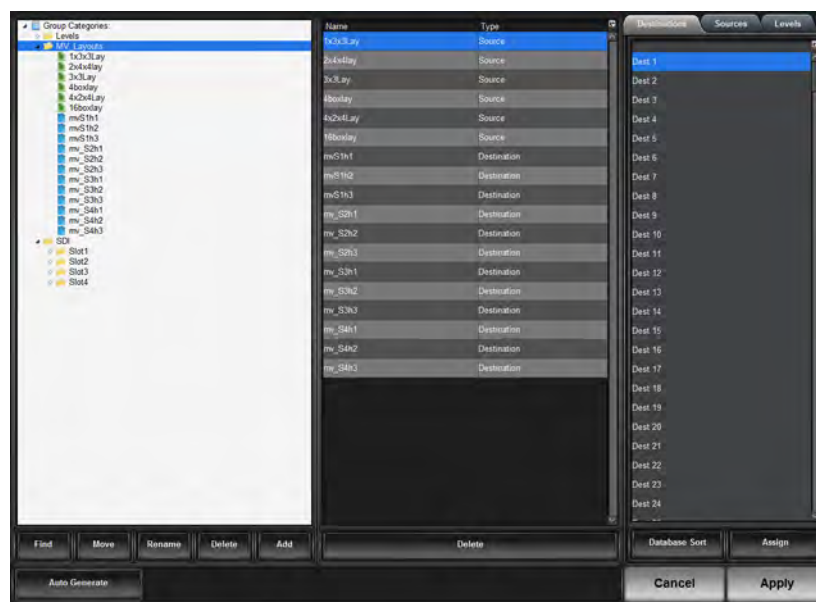 Group Categories:
Levels
MV_Layouts
1x3x3Lay
2x4x4lay
3x3Lay
4boxlay
4x2x4Lay
16boxlay
mvS1h1
mvS1h2
mvS1h3
mv_S2h1
mv_S2h2
mv_S2h3
mv_S3h1
mv_S3h2
mv_S3h3
mv_S4h1
mv_S4h2
mv_S4h3
SDI
Slot1
Slot2
Slot3
Slot4
Find Move Rename Delete Add
Auto Generate
Name Type
1x3x3Lay Source
2x4x4lay Source
3x3Lay Source
4boxlay Source
4x2x4Lay Source
16boxlay Source
mvS1h1 Destination
mvS1h2 Destination
mvS1h3 Destination
mv_S2h1 Destination
mv_S2h2 Destination
mv_S2h3 Destination
mv_S3h1 Destination
mv_S3h2 Destination
mv_S3h3 Destination
mv_S4h1 Destination
mv_S4h2 Destination
mv_S4h3 Destination
Delete
Destinations Sources Levels
Dest 1
Dest 2
Dest 3
Dest 4
Dest 5
Dest 6
Dest 7
Dest 8
Dest 9
Dest 10
Dest 11
Dest 12
Dest 13
Dest 14
Dest 15
Dest 16
Dest 17
Dest 18
Dest 19
Dest 20
Dest 21
Dest 22
Dest 23
Dest 24
Database Sort Assign
Cancel Apply